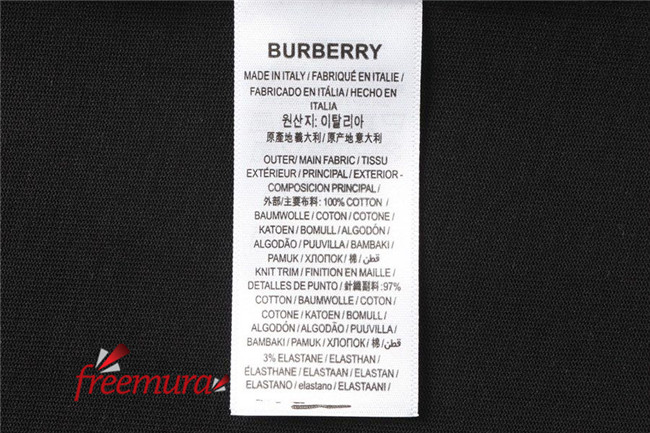 BURBERRY
MADE IN ITALY / FABRIQUÉ EN ITALIE /
FABRICADO EN ITÁLIA / HECHO EN
ITALIA
원산지: 이탈리아
原產地義大利 / 原产地意大利
OUTER/ MAIN FABRIC / TISSU
EXTÉRIEUR / PRINCIPAL / EXTERIOR -
COMPOSICION PRINCIPAL /
外部/主要布料: 100% COTTON /
BAUMWOLLE / COTON / COTONE /
KATOEN / BOMULL / ALGODÓN /
ALGODÃO / PUUVILLA / BAMBAKI /
PAMUK / ХЛОПОК / 棉 / قطن /
KNIT TRIM / FINITION EN MAILLE /
DETALLES DE PUNTO / 針織副料 :97%
COTTON / BAUMWOLLE / COTON /
COTONE / KATOEN / BOMULL /
ALGODÓN / ALGODÃO / PUUVILLA /
BAMBAKI / PAMUK / ХЛОПОК / 棉 / قطن /
3% ELASTANE / ELASTHAN /
ÉLASTHANE / ELASTAAN / ELASTAN /
ELASTANO / elastano / ELASTAANI /
freemura